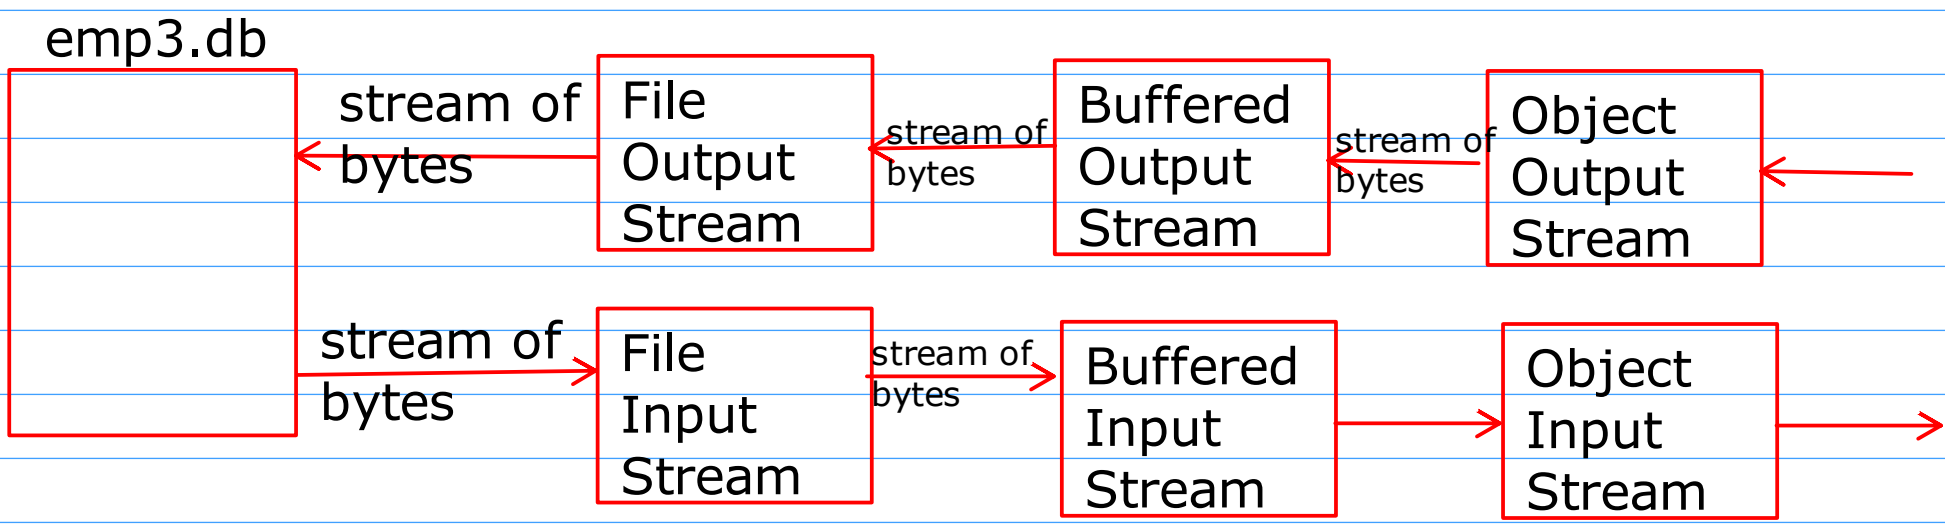 emp3.db
stream of
bytes
File
Output
Stream
stream of
bytes
Buffered
Output
Stream
stream of
bytes
Object
Output
Stream
stream of
bytes
File
Input
Stream
stream of
bytes
Buffered
Input
Stream
Object
Input
Stream